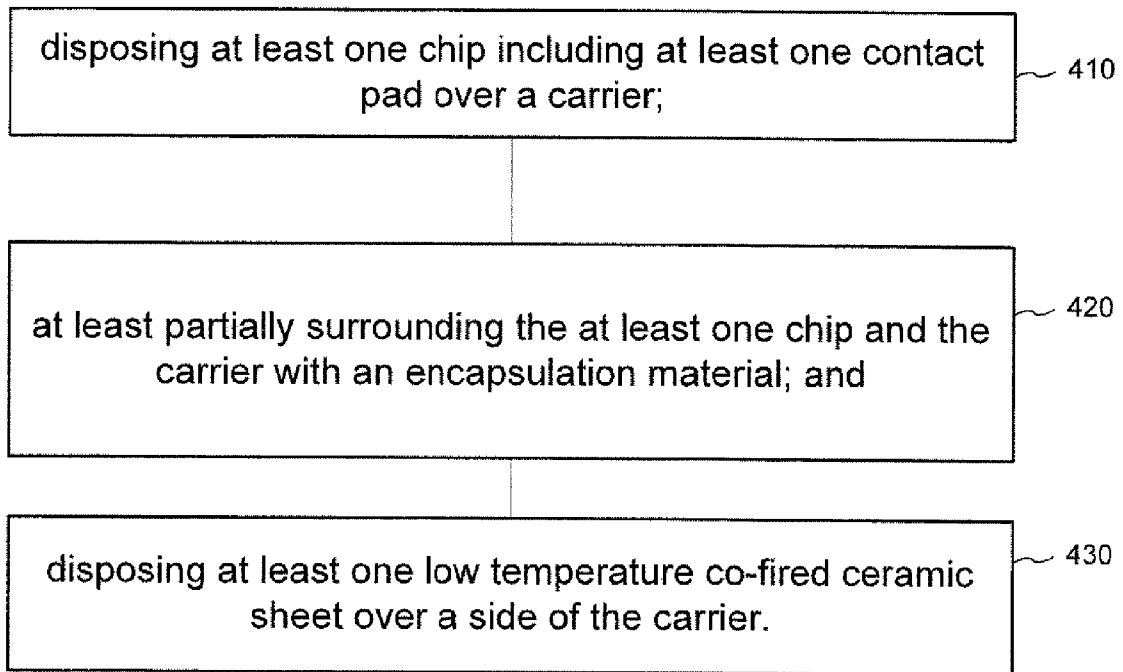 disposing at least one chip including at least one contact
pad over a carrier;
410
at least partially surrounding the at least one chip and the
carrier with an encapsulation material; and
420
disposing at least one low temperature co-fired ceramic
sheet over a side of the carrier.
430